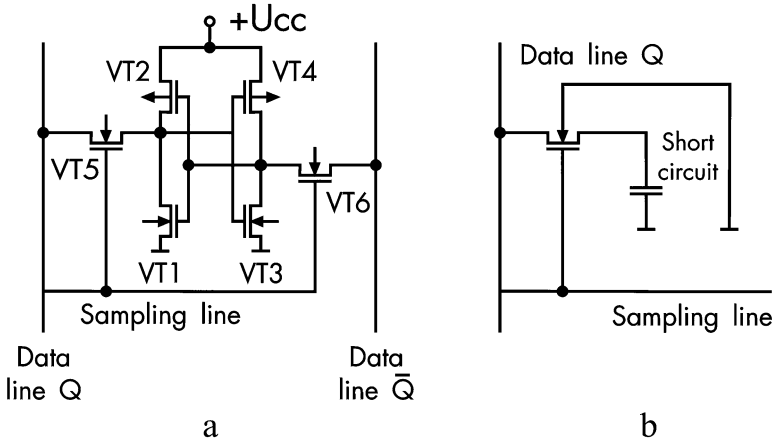 +Ucc
VT2
VT4
VT5
VT6
VT1
VT3
Sampling line
Data
line Q
Data
line Q̅
a
Data line Q
Short
circuit
Sampling line
b